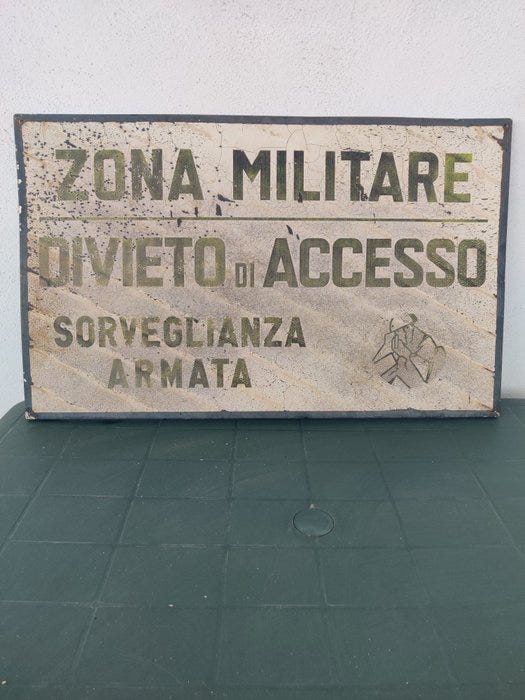 ZONA MILITARE
DIVIETO DI ACCESSO
SORVEGLIANZA
ARMATA